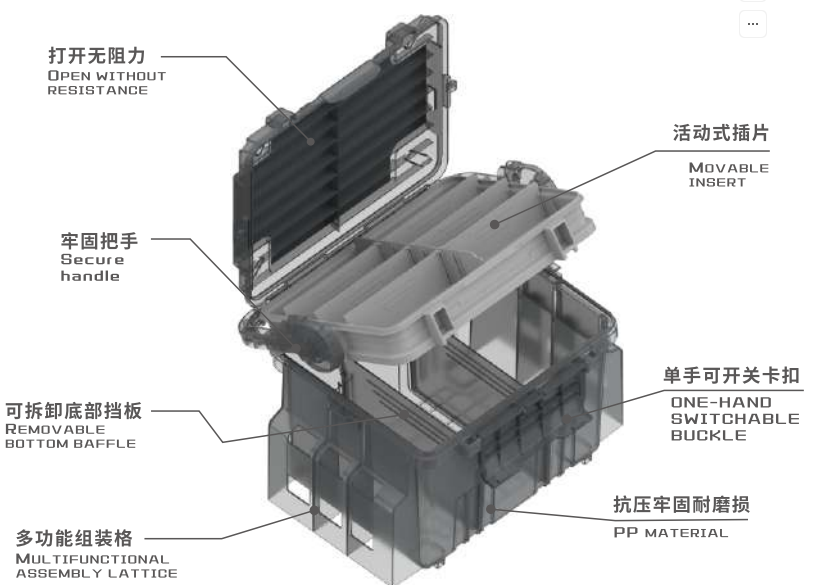 打开无阻力
OPEN WITHOUT
RESISTANCE
活动式插片
MOVABLE
INSERT
牢固把手
Secure
handle
单手可开关卡扣
ONE-HAND
SWITCHABLE
BUCKLE
可拆卸底部挡板
REMOVABLE
BOTTOM BAFFLE
抗压牢固耐磨损
PP MATERIAL
多功能组装格
MULTIFUNCTIONAL
ASSEMBLY LATTICE